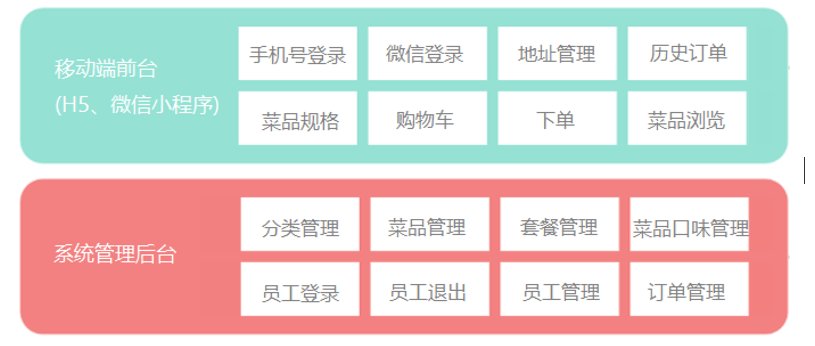 移动端前台
(H5、微信小程序)
手机号登录
微信登录
地址管理
历史订单
菜品规格
购物车
下单
菜品浏览
系统管理后台
分类管理
菜品管理
套餐管理
菜品口味管理
员工登录
员工退出
员工管理
订单管理